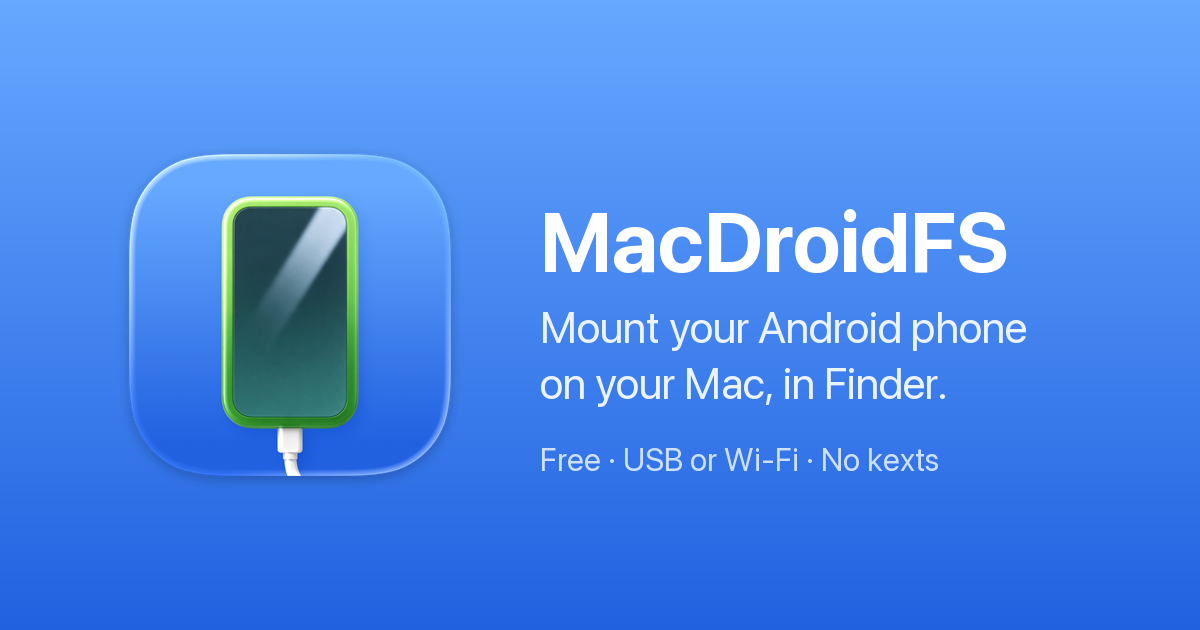 MacDroidFS
Mount your Android phone
on your Mac, in Finder.
Free · USB or Wi-Fi · No kexts